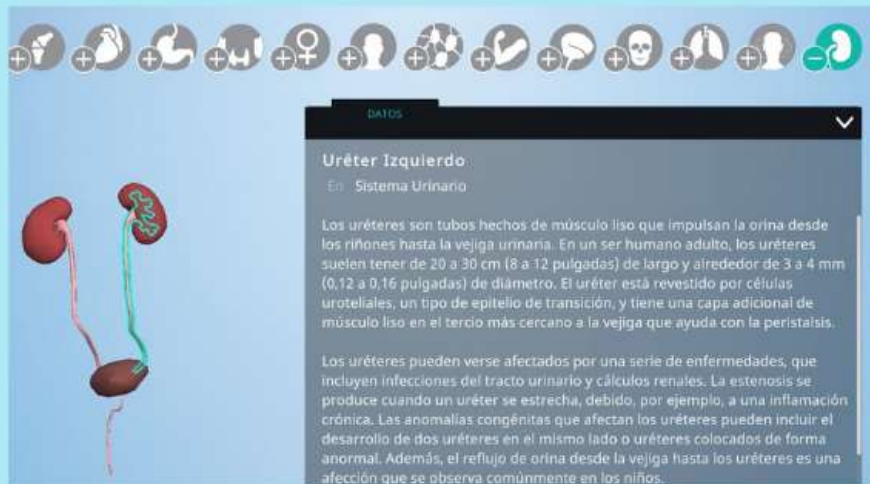 DATOS
Uréter Izquierdo
En Sistema Urinario
Los uréteres son tubos hechos de músculo liso que impulsan la orina desde
los riñones hasta la vejiga urinaria. En un ser humano adulto, los uréteres
suelen tener de 20 a 30 cm (8 a 12 pulgadas) de largo y alrededor de 3 a 4 mm
(0,12 a 0,16 pulgadas) de diámetro. El uréter está revestido por células
uroteliales, un tipo de epitelio de transición, y tiene una capa adicional de
músculo liso en el tercio más cercano a la vejiga que ayuda con la peristalsis.
Los uréteres pueden verse afectados por una serie de enfermedades, que
incluyen infecciones del tracto urinario y cálculos renales. La estenosis se
produce cuando un uréter se estrecha, debido, por ejemplo, a una inflamación
crónica. Las anomalías congénitas que afectan los uréteres pueden incluir el
desarrollo de dos uréteres en el mismo lado o uréteres colocados de forma
anormal. Además, el reflujo de orina desde la vejiga hasta los uréteres es una
afección que se observa comúnmente en los niños.